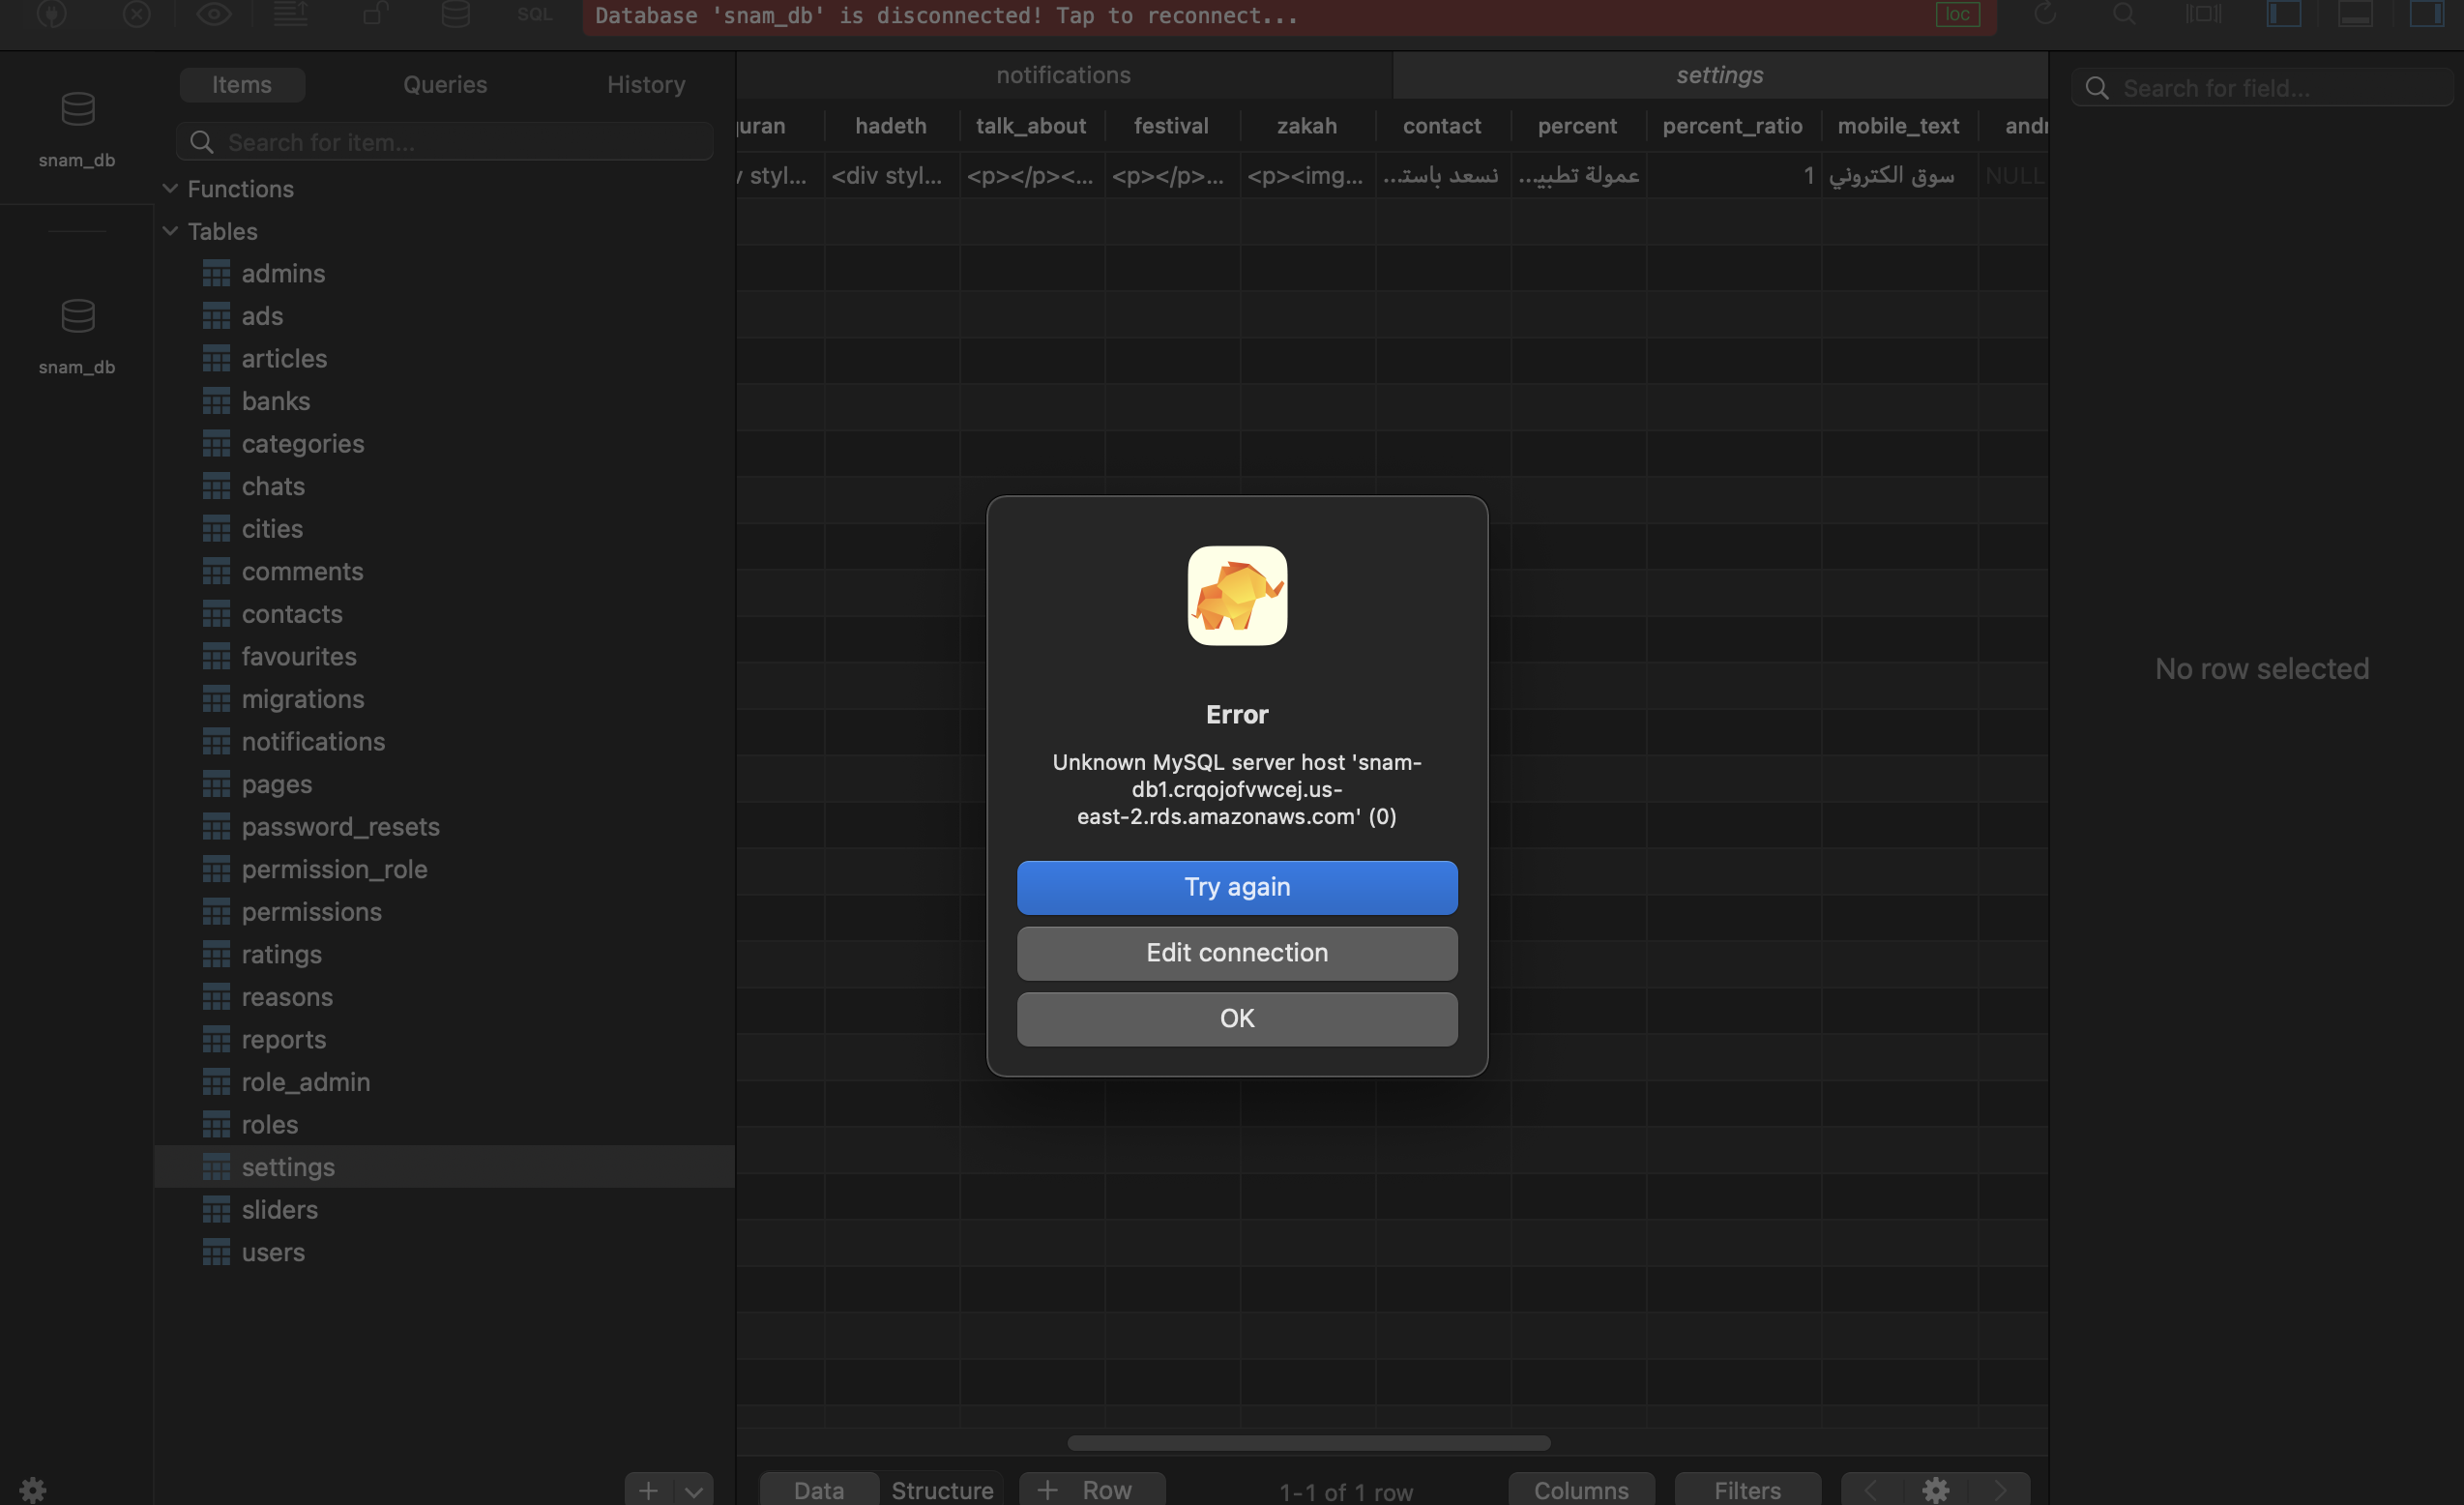 SQL
Database 'snam_db' is disconnected! Tap to reconnect...
loc
snam_db
snam_db
Items
Queries
History
Search for item...
Functions
Tables
admins
ads
articles
banks
categories
chats
cities
comments
contacts
favourites
migrations
notifications
pages
password_resets
permission_role
permissions
ratings
reasons
reports
role_admin
roles
settings
sliders
users
notifications
settings
uran hadeth talk_about festival zakah contact percent percent_ratio mobile_text andr
styl... <div styl... <p></p><... <p></p>... <p><img... نسعد باستـ... عمولة تطبيـ... 1 سوق الكتروني NULL
Error
Unknown MySQL server host 'snam-
db1.crqojofvwcej.us-
east-2.rds.amazonaws.com' (0)
Try again
Edit connection
OK
Search for field...
No row selected
Data
Structure
Row
1-1 of 1 row
Columns
Filters